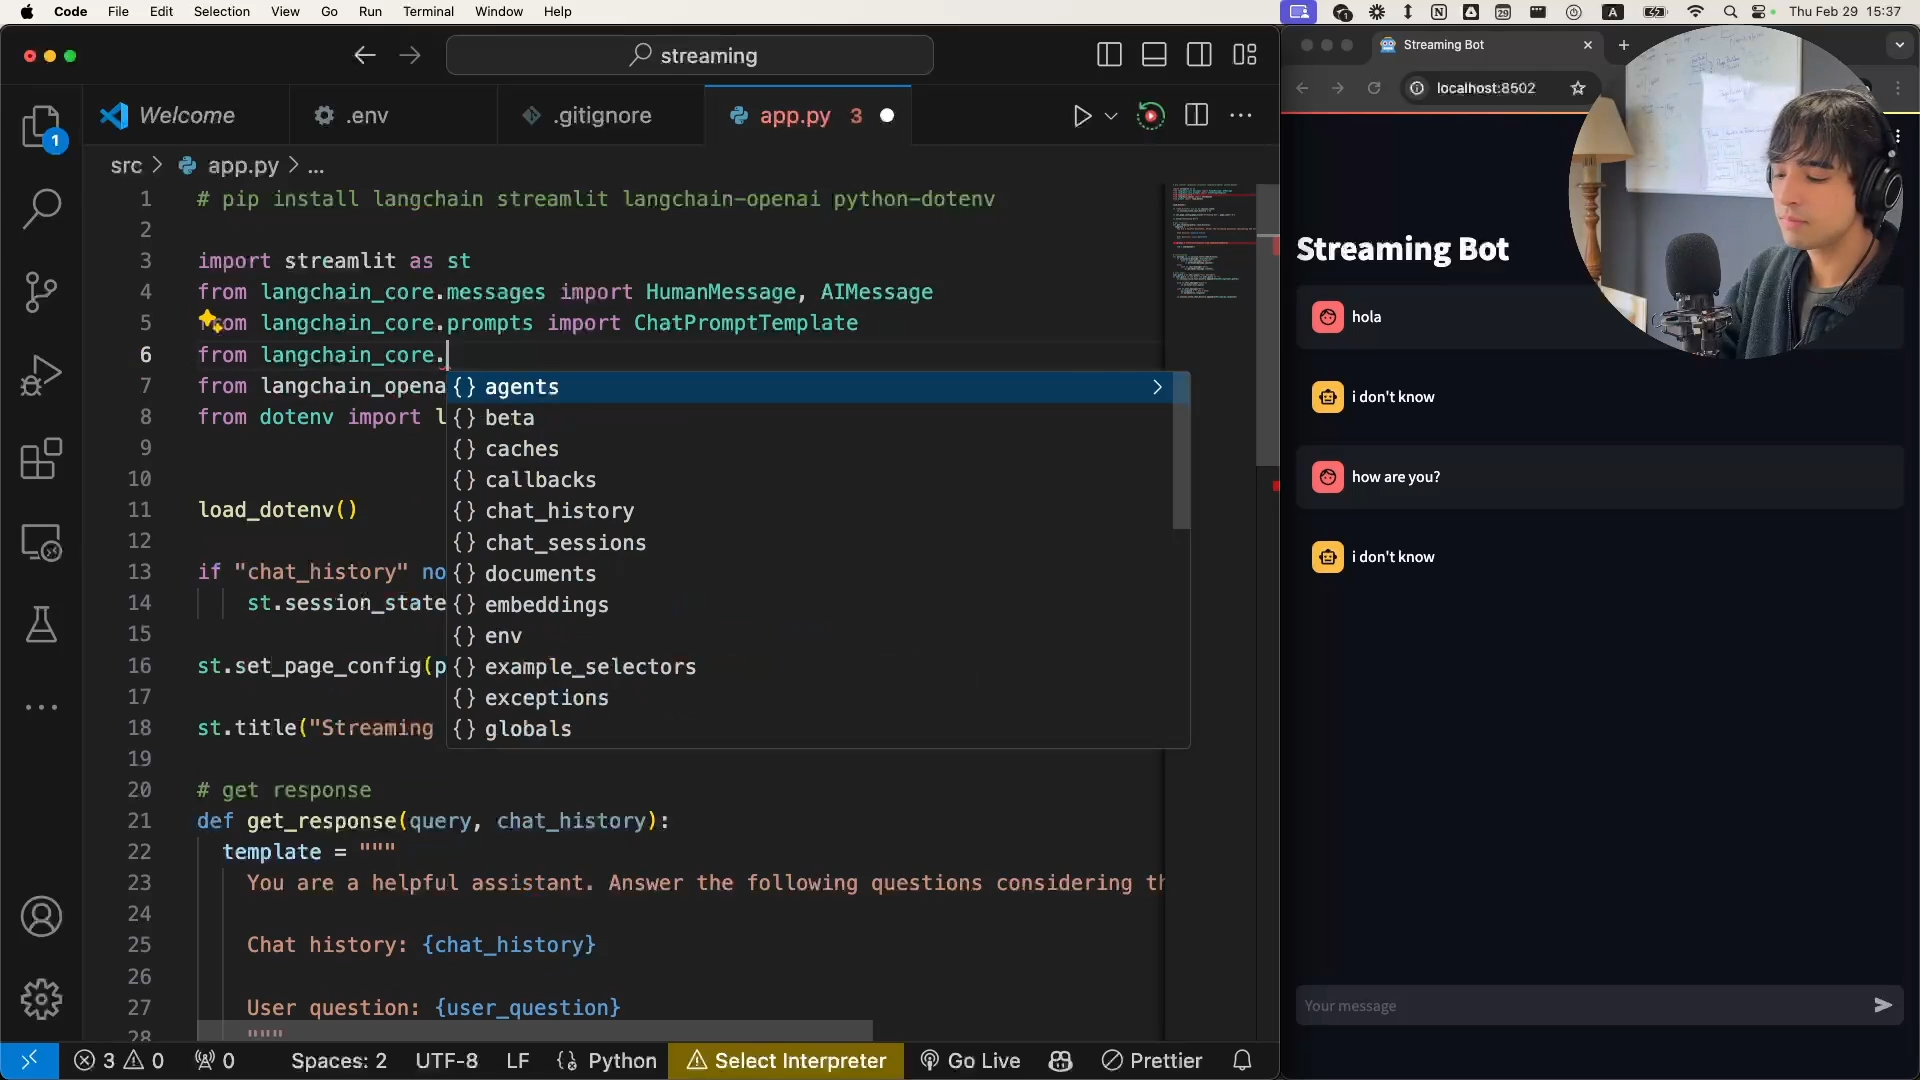 Code File Edit Selection View Go Run Terminal Window Help
Thu Feb 29 15:37
streaming
Welcome
.env
.gitignore
app.py 3
src > app.py > ...
1 # pip install langchain streamlit langchain-openai python-dotenv
2
3 import streamlit as st
4 from langchain_core.messages import HumanMessage, AIMessage
5 from langchain_core.prompts import ChatPromptTemplate
6 from langchain_core.
7 from langchain_opena
8 from dotenv import l
9
10
11 load_dotenv()
12
13 if "chat_history" no
14 st.session_state
15
16 st.set_page_config(p
17
18 st.title("Streaming
19
20 # get response
21 def get_response(query, chat_history):
22 template = """
23 You are a helpful assistant. Answer the following questions considering th
24
25 Chat history: {chat_history}
26
27 User question: {user_question}
28 """
{} agents
{} beta
{} caches
{} callbacks
{} chat_history
{} chat_sessions
{} documents
{} embeddings
{} env
{} example_selectors
{} exceptions
{} globals
1
3 0 0 Spaces: 2 UTF-8 LF Python Select Interpreter Go Live Prettier
Streaming Bot
localhost:8502
Streaming Bot
hola
i don't know
how are you?
i don't know
Your message